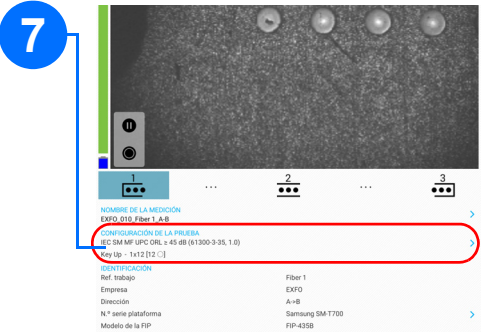 7
1 ... 2 ... 3
NOMBRE DE LA MEDICIÓN
EXFO_010_Fiber 1_A-B
CONFIGURACIÓN DE LA PRUEBA
IEC SM MF UPC ORL ≥ 45 dB (61300-3-35, 1.0)
Key Up - 1x12 [12 ○]
IDENTIFICACIÓN
Ref. trabajo Fiber 1
Empresa EXFO
Dirección A->B
N.º serie plataforma Samsung SM-T700
Modelo de la FIP FIP-435B